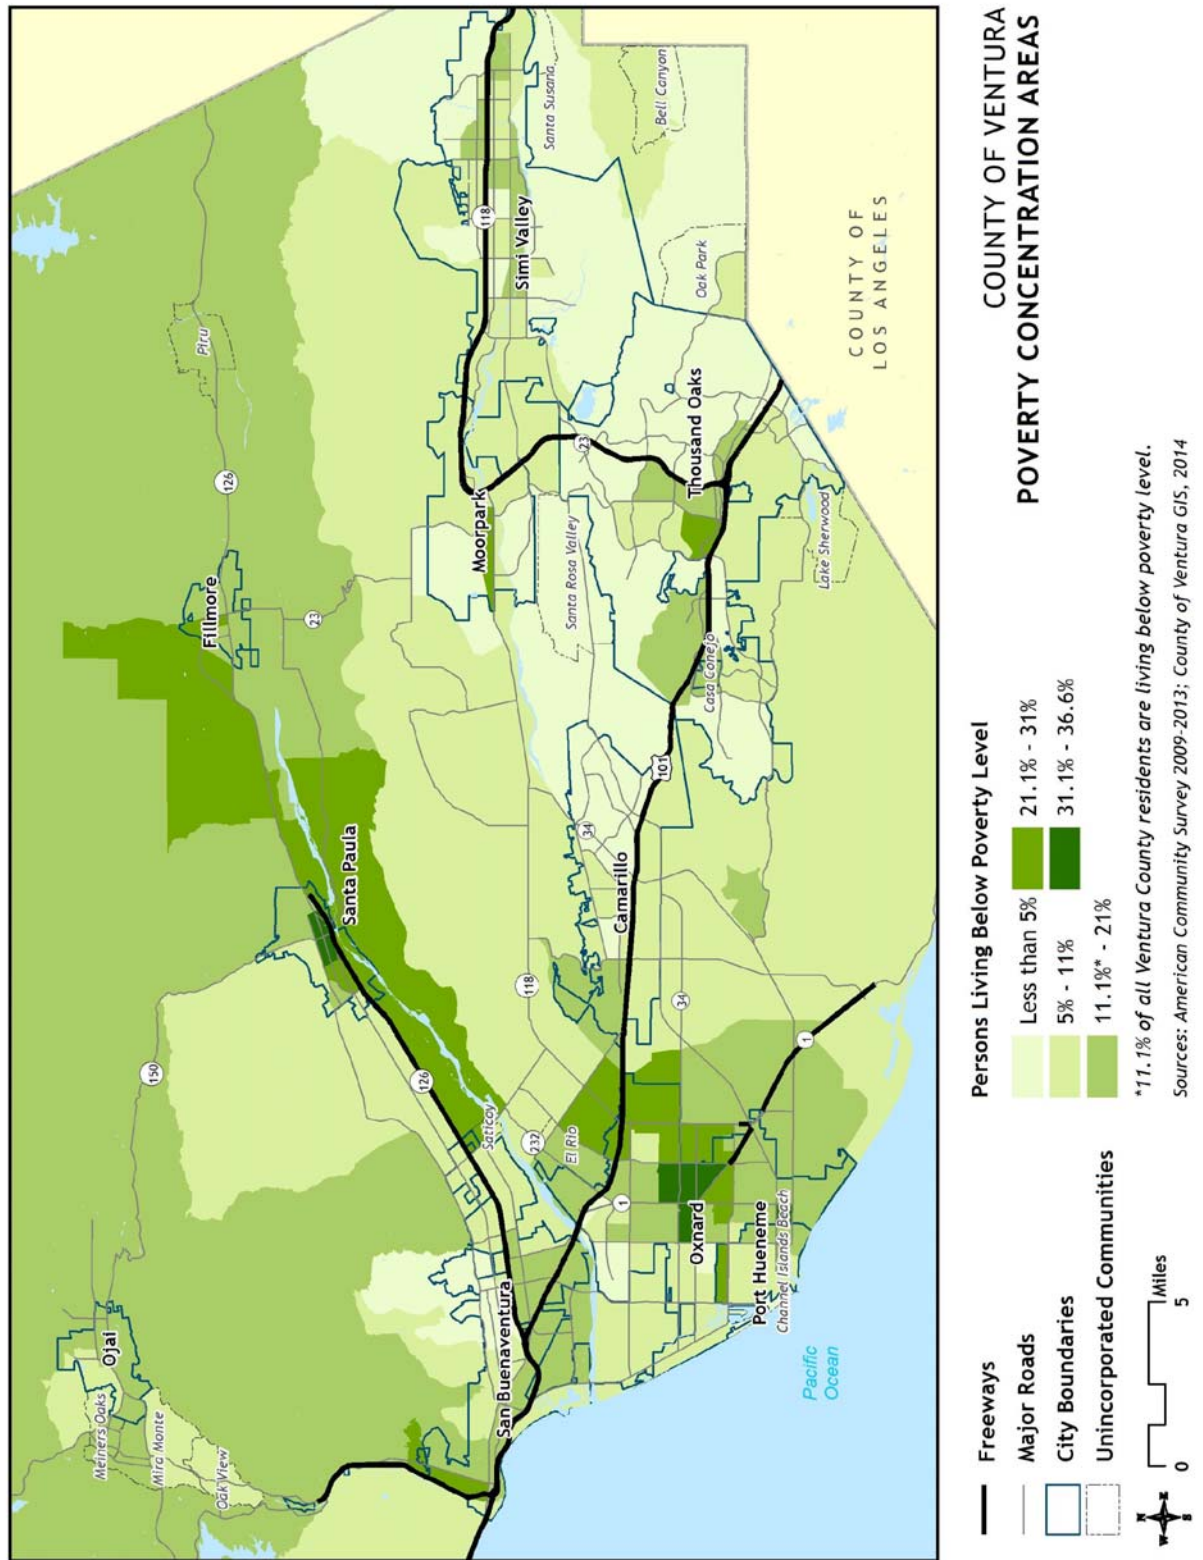 COUNTY OF VENTURA
POVERTY CONCENTRATION AREAS
Ojai
Meiners Oaks
Mira Monte
Oak View
150
Piru
126
Fillmore
23
Santa Paula
126
Saticoy
San Buenaventura
118
232
El Rio
1
Oxnard
Port Hueneme
Channel Islands Beach
Pacific
Ocean
34
1
Camarillo
34
101
Moorpark
Santa Rosa Valley
23
Casa Conejo
Thousand Oaks
Lake Sherwood
118
Simi Valley
Santa Susana
Bell Canyon
Oak Park
COUNTY OF
LOS ANGELES
Freeways
Major Roads
City Boundaries
Unincorporated Communities
N
W E
S
0 5
Miles
Persons Living Below Poverty Level
Less than 5%
5% - 11%
11.1%* - 21%
21.1% - 31%
31.1% - 36.6%
*11.1% of all Ventura County residents are living below poverty level.
Sources: American Community Survey 2009-2013; County of Ventura GIS, 2014